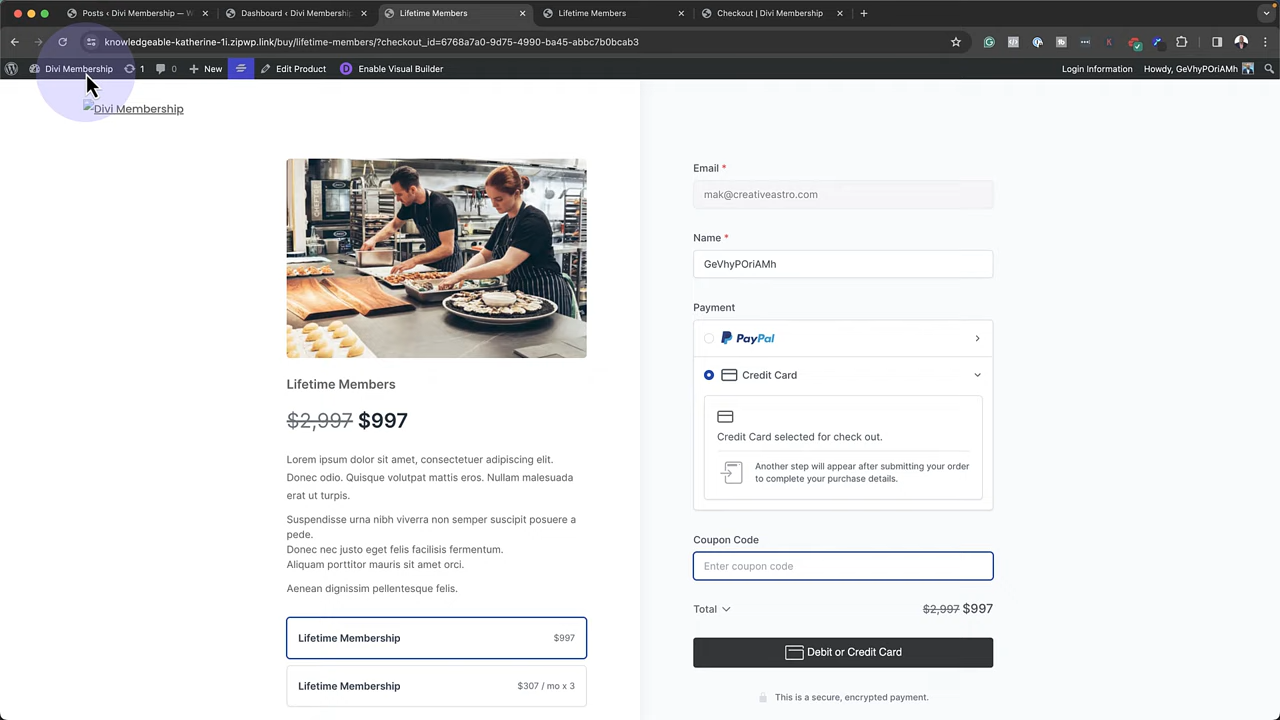 Posts ‹ Divi Membership — W
Dashboard ‹ Divi Membership
Lifetime Members
Lifetime Members
Checkout | Divi Membership
knowledgeable-katherine-1i.zipwp.link/buy/lifetime-members/?checkout_id=6768a7a0-9d75-4990-ba45-abbc7b0bcab3
Divi Membership
1
0
New
Edit Product
Enable Visual Builder
Login Information
Howdy, GeVhyPOriAMh
Divi Membership
Lifetime Members
$2,997 $997
Lorem ipsum dolor sit amet, consectetuer adipiscing elit.
Donec odio. Quisque volutpat mattis eros. Nullam malesuada
erat ut turpis.
Suspendisse urna nibh viverra non semper suscipit posuere a
pede.
Donec nec justo eget felis facilisis fermentum.
Aliquam porttitor mauris sit amet orci.
Aenean dignissim pellentesque felis.
Lifetime Membership $997
Lifetime Membership $307 / mo x 3
Email *
mak@creativeastro.com
Name *
GeVhyPOriAMh
Payment
PayPal
Credit Card
Credit Card selected for check out.
Another step will appear after submitting your order
to complete your purchase details.
Coupon Code
Enter coupon code
Total $2,997 $997
Debit or Credit Card
This is a secure, encrypted payment.